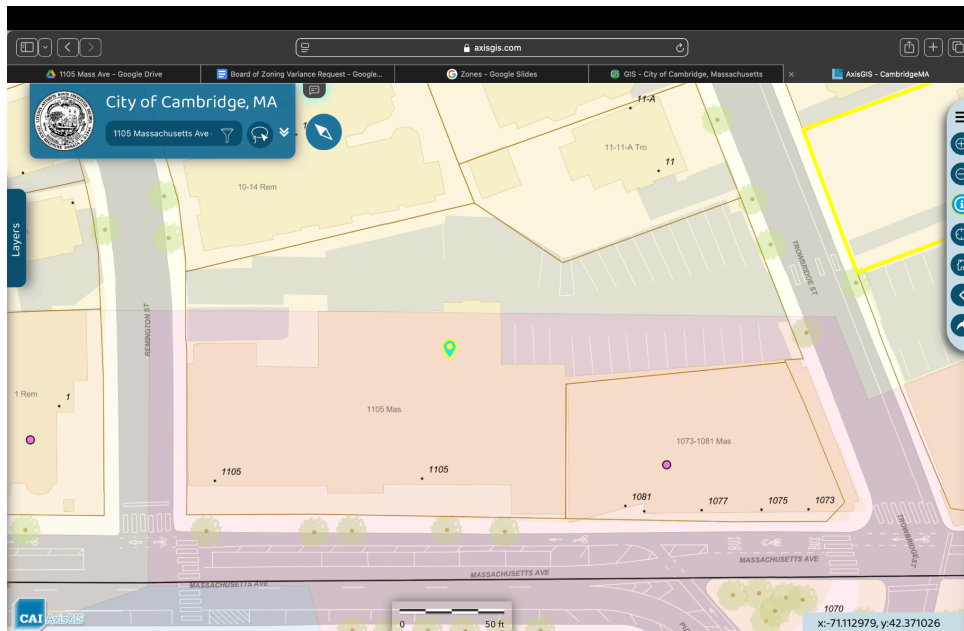 axisgis.com
1105 Mass Ave - Google Drive
Board of Zoning Variance Request - Google...
Zones - Google Slides
GIS - City of Cambridge, Massachusetts
AxisGIS - CambridgeMA
City of Cambridge, MA
1105 Massachusetts Ave
Layers
11-A
11-11-A Tro
11
10-14 Rem
TROWBRIDGE ST
REMINGTON ST
1 Rem
1
1105 Mas
1073-1081 Mas
1105
1105
1081
1077
1075
1073
BUS
BUS
TROWBRIDGE ST
MASSACHUSETTS AVE
MASSACHUSETTS AVE
MASSACHUSETTS AVE
1070
CAI AxisGIS
0 50 ft
x:-71.112979, y:42.371026